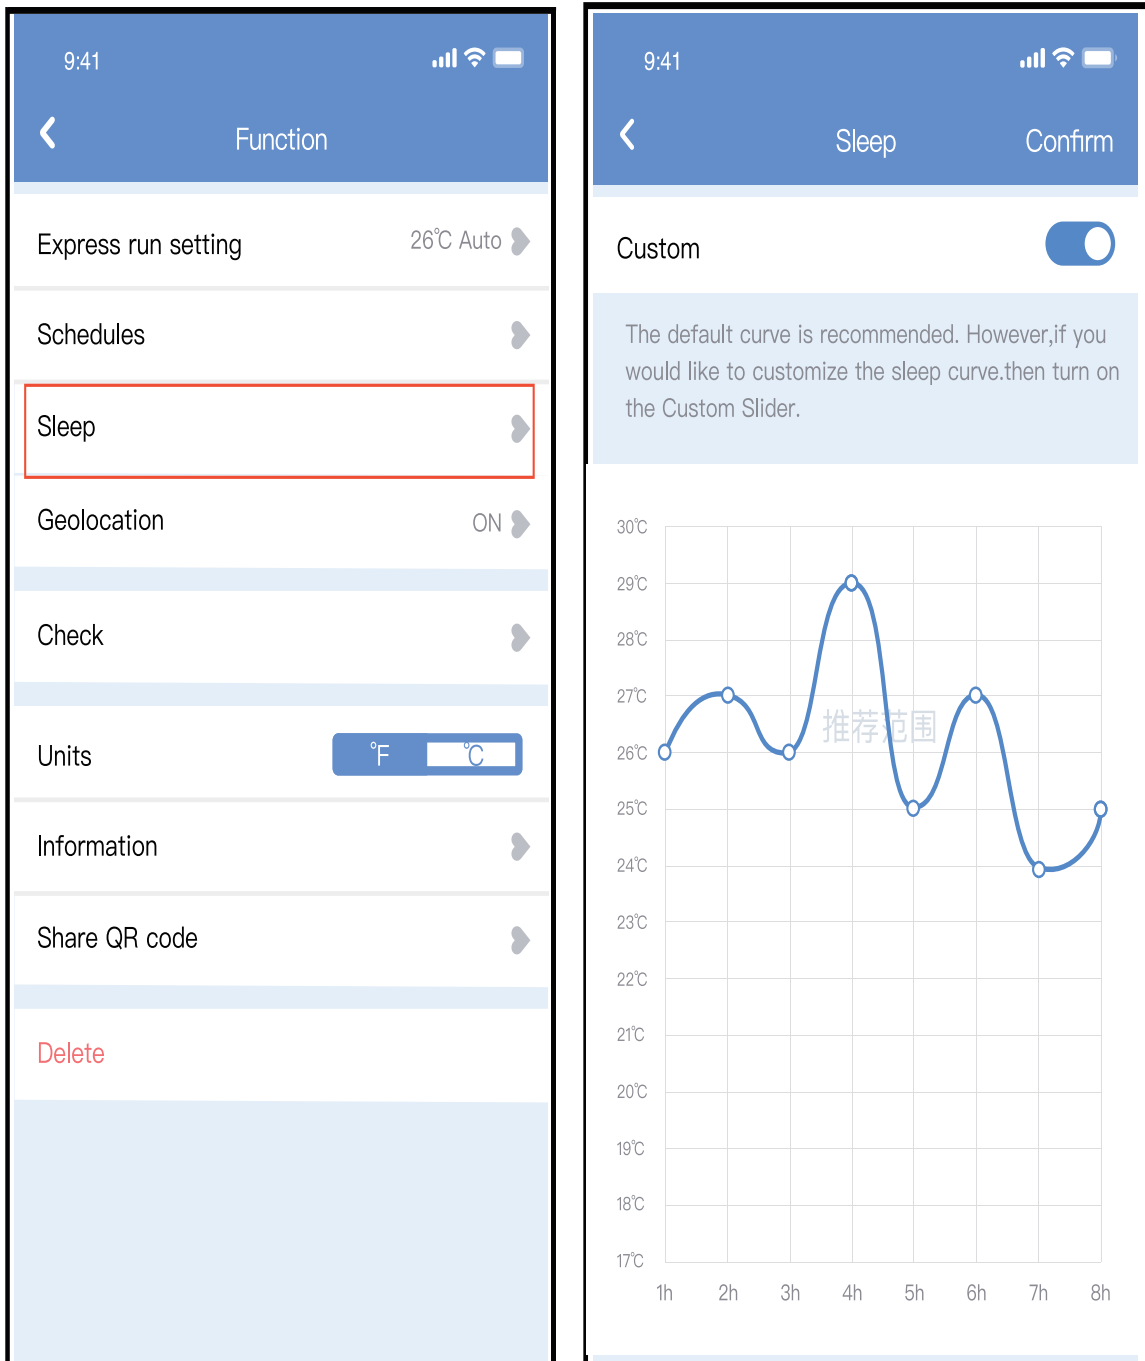 9:41
Function
Express run setting
26℃ Auto
Schedules
Sleep
Geolocation
ON
Check
Units
°F
℃
Information
Share QR code
Delete
9:41
Sleep
Confirm
Custom
The default curve is recommended. However,if you
would like to customize the sleep curve.then turn on
the Custom Slider.
30℃
29℃
28℃
27℃
推荐范围
26℃
25℃
24℃
23℃
22℃
21℃
20℃
19℃
18℃
17℃
1h 2h 3h 4h 5h 6h 7h 8h